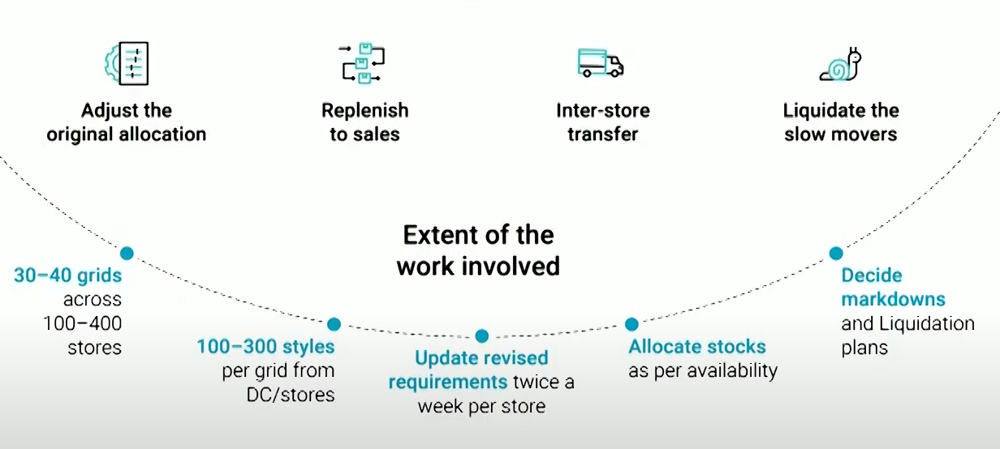 Adjust the
original allocation
Replenish
to sales
Inter-store
transfer
Liquidate the
slow movers
Extent of the
work involved
30–40 grids
across
100–400
stores
100–300 styles
per grid from
DC/stores
Update revised
requirements twice a
week per store
Allocate stocks
as per availability
Decide
markdowns
and Liquidation
plans